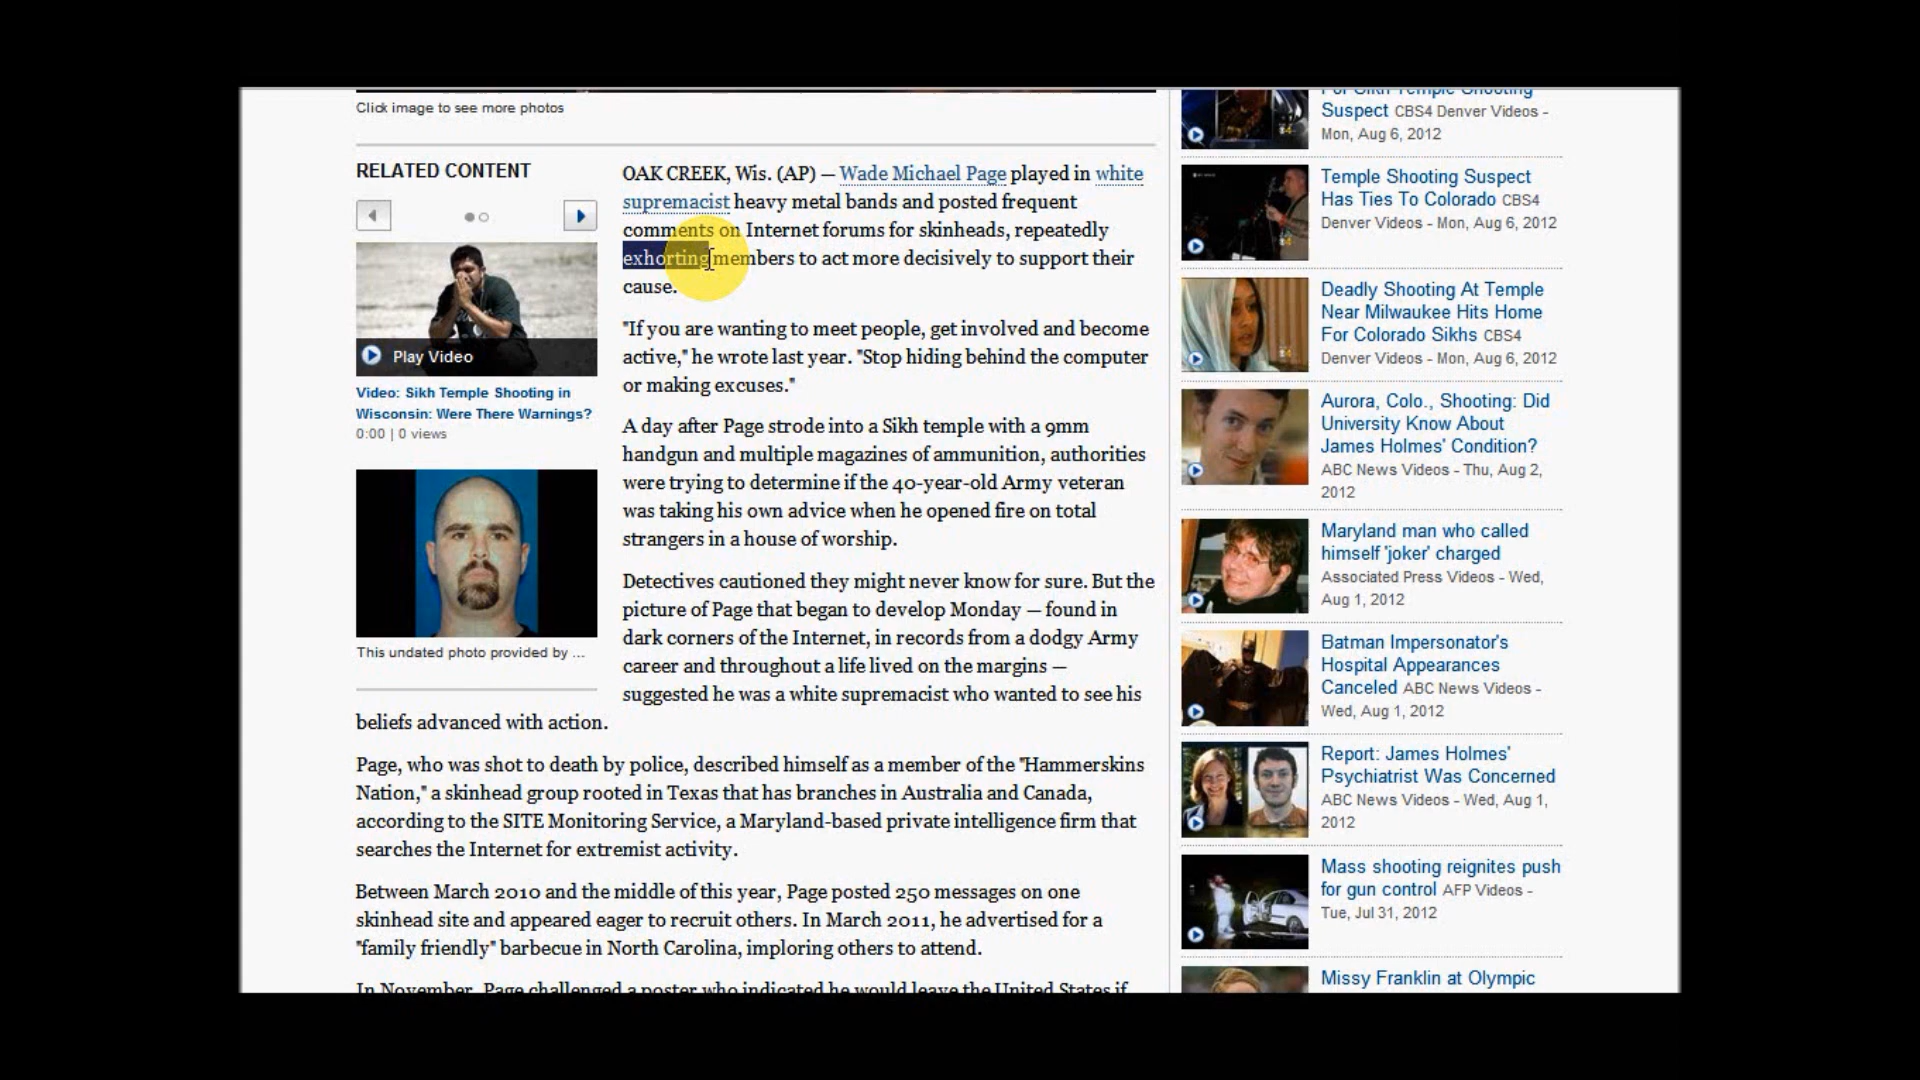 Click image to see more photos
RELATED CONTENT
Play Video
Video: Sikh Temple Shooting in
Wisconsin: Were There Warnings?
0:00 | 0 views
This undated photo provided by ...
OAK CREEK, Wis. (AP) — Wade Michael Page played in white
supremacist heavy metal bands and posted frequent
comments on Internet forums for skinheads, repeatedly
exhorting members to act more decisively to support their
cause.
"If you are wanting to meet people, get involved and become
active," he wrote last year. "Stop hiding behind the computer
or making excuses."
A day after Page strode into a Sikh temple with a 9mm
handgun and multiple magazines of ammunition, authorities
were trying to determine if the 40-year-old Army veteran
was taking his own advice when he opened fire on total
strangers in a house of worship.
Detectives cautioned they might never know for sure. But the
picture of Page that began to develop Monday — found in
dark corners of the Internet, in records from a dodgy Army
career and throughout a life lived on the margins —
suggested he was a white supremacist who wanted to see his
beliefs advanced with action.
Page, who was shot to death by police, described himself as a member of the "Hammerskins
Nation," a skinhead group rooted in Texas that has branches in Australia and Canada,
according to the SITE Monitoring Service, a Maryland-based private intelligence firm that
searches the Internet for extremist activity.
Between March 2010 and the middle of this year, Page posted 250 messages on one
skinhead site and appeared eager to recruit others. In March 2011, he advertised for a
"family friendly" barbecue in North Carolina, imploring others to attend.
In November, Page challenged a poster who indicated he would leave the United States if
For Sikh Temple Shooting
Suspect CBS4 Denver Videos -
Mon, Aug 6, 2012
Temple Shooting Suspect
Has Ties To Colorado CBS4
Denver Videos - Mon, Aug 6, 2012
Deadly Shooting At Temple
Near Milwaukee Hits Home
For Colorado Sikhs CBS4
Denver Videos - Mon, Aug 6, 2012
Aurora, Colo., Shooting: Did
University Know About
James Holmes' Condition?
ABC News Videos - Thu, Aug 2,
2012
Maryland man who called
himself 'joker' charged
Associated Press Videos - Wed,
Aug 1, 2012
Batman Impersonator's
Hospital Appearances
Canceled ABC News Videos -
Wed, Aug 1, 2012
Report: James Holmes'
Psychiatrist Was Concerned
ABC News Videos - Wed, Aug 1,
2012
Mass shooting reignites push
for gun control AFP Videos -
Tue, Jul 31, 2012
Missy Franklin at Olympic